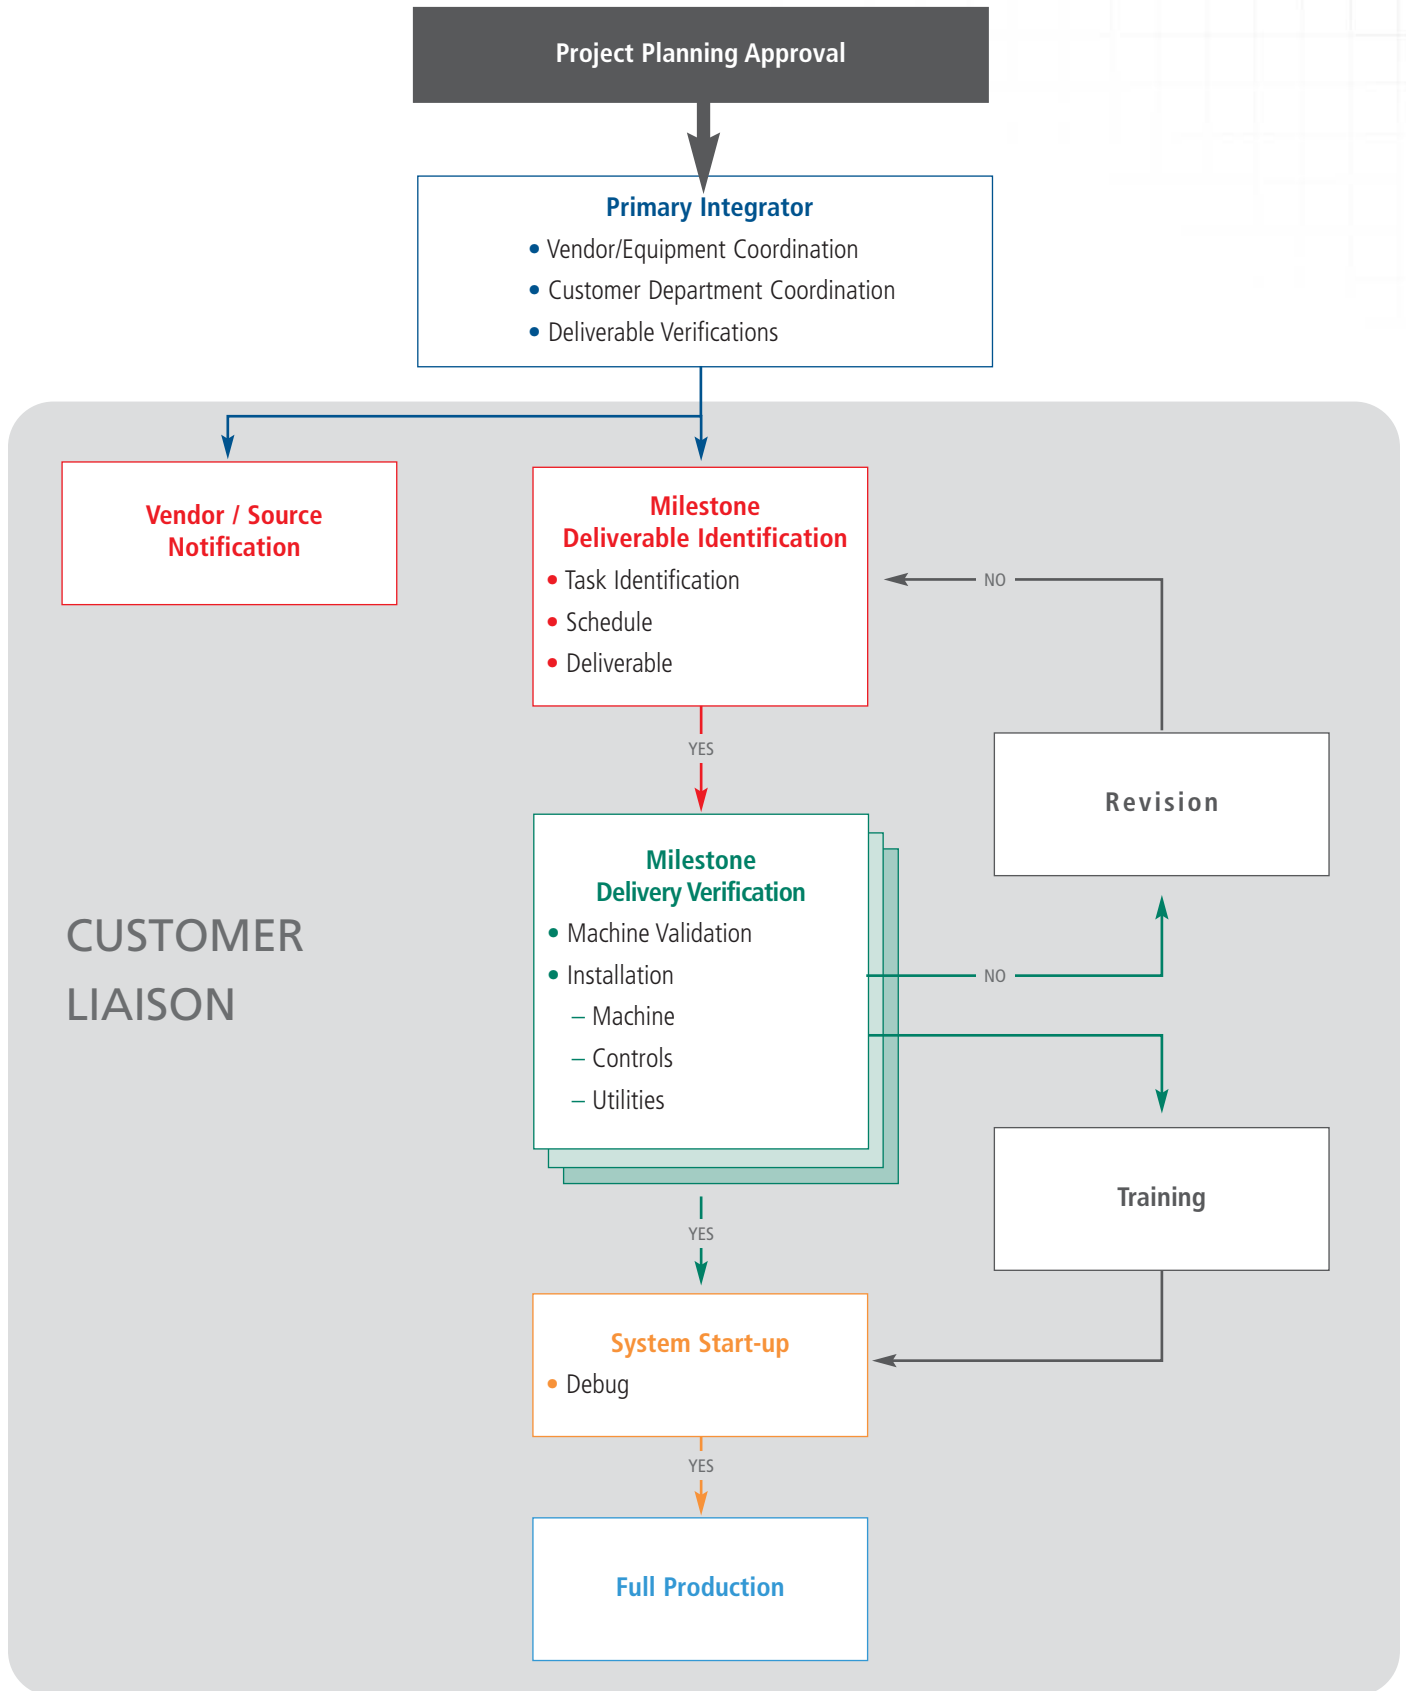 Project Planning Approval
Primary Integrator
• Vendor/Equipment Coordination
• Customer Department Coordination
• Deliverable Verifications
Vendor / Source
Notification
Milestone
Deliverable Identification
• Task Identification
• Schedule
• Deliverable
NO
YES
Revision
Milestone
Delivery Verification
• Machine Validation
• Installation
– Machine
– Controls
– Utilities
NO
CUSTOMER
LIAISON
Training
YES
System Start-up
• Debug
YES
Full Production